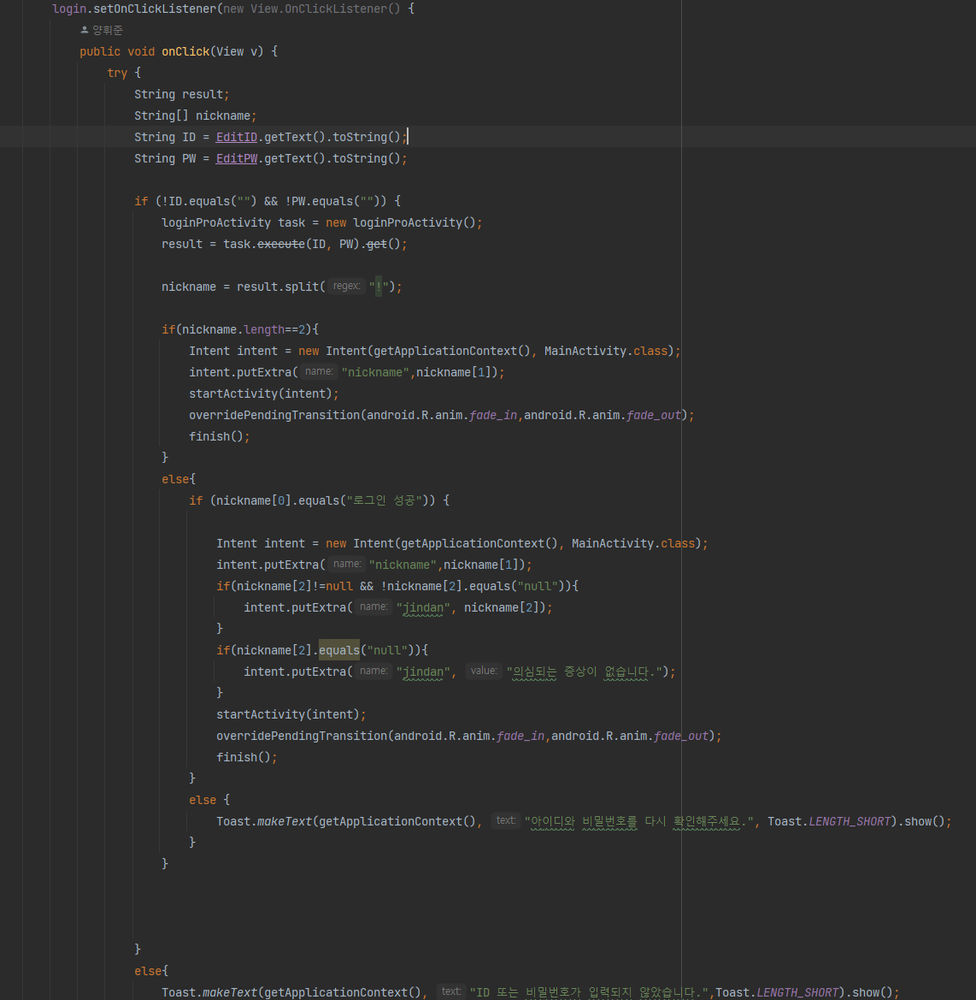 login.setOnClickListener(new View.OnClickListener() {
양휘준
public void onClick(View v) {
try {
String result;
String[] nickname;
String ID = EditID.getText().toString();
String PW = EditPW.getText().toString();
if (!ID.equals("") && !PW.equals("")) {
loginProActivity task = new loginProActivity();
result = task.execute(ID, PW).get();
nickname = result.split( regex: "!");
if(nickname.length==2){
Intent intent = new Intent(getApplicationContext(), MainActivity.class);
intent.putExtra( name: "nickname",nickname[1]);
startActivity(intent);
overridePendingTransition(android.R.anim.fade_in,android.R.anim.fade_out);
finish();
}
else{
if (nickname[0].equals("로그인 성공")) {
Intent intent = new Intent(getApplicationContext(), MainActivity.class);
intent.putExtra( name: "nickname",nickname[1]);
if(nickname[2]!=null && !nickname[2].equals("null")){
intent.putExtra( name: "jindan", nickname[2]);
}
if(nickname[2].equals("null")){
intent.putExtra( name: "jindan", value: "의심되는 증상이 없습니다.");
}
startActivity(intent);
overridePendingTransition(android.R.anim.fade_in,android.R.anim.fade_out);
finish();
}
else {
Toast.makeText(getApplicationContext(), text: "아이디와 비밀번호를 다시 확인해주세요.", Toast.LENGTH_SHORT).show();
}
}
}
else{
Toast.makeText(getApplicationContext(), text: "ID 또는 비밀번호가 입력되지 않았습니다.",Toast.LENGTH_SHORT).show();